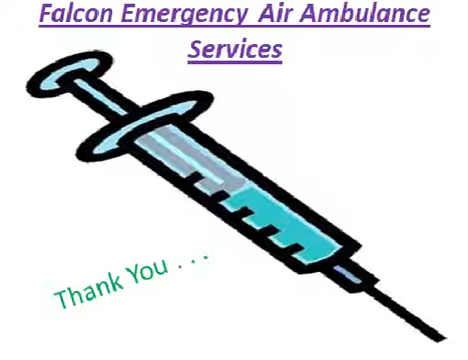 Falcon Emergency Air Ambulance
Services
Thank You . . .